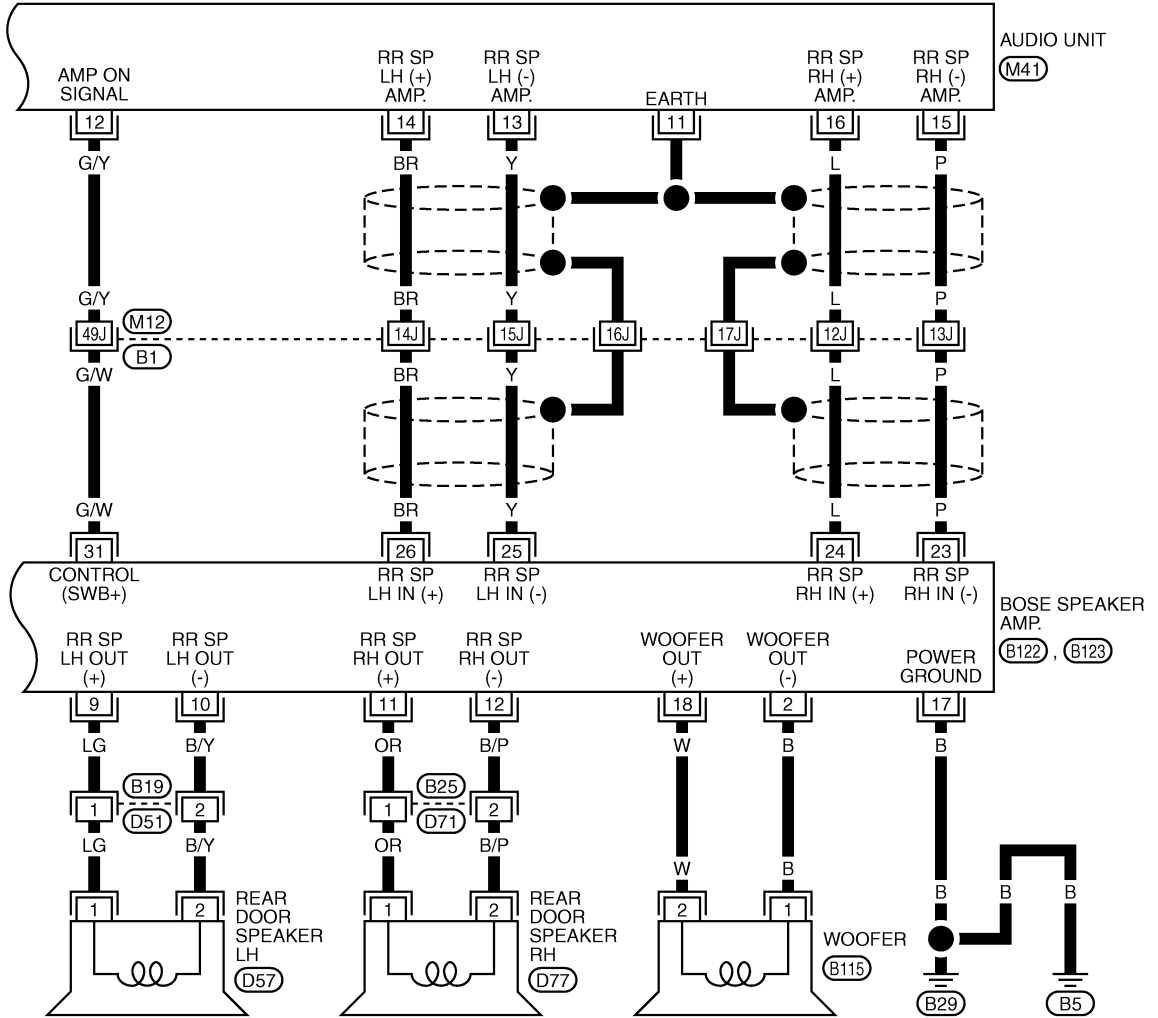 AUDIO UNIT
M41
AMP ON
SIGNAL
RR SP
LH (+)
AMP.
RR SP
LH (-)
AMP.
EARTH
RR SP
RH (+)
AMP.
RR SP
RH (-)
AMP.
12
14
13
11
16
15
G/Y
BR
Y
L
P
G/Y
BR
Y
L
P
49J
M12
B1
14J
15J
16J
17J
12J
13J
G/W
BR
Y
L
P
G/W
BR
Y
L
P
31
26
25
24
23
CONTROL
(SWB+)
RR SP
LH IN (+)
RR SP
LH IN (-)
RR SP
RH IN (+)
RR SP
RH IN (-)
BOSE SPEAKER
AMP.
B122 , B123
RR SP
LH OUT
(+)
RR SP
LH OUT
(-)
RR SP
RH OUT
(+)
RR SP
RH OUT
(-)
WOOFER
OUT
(+)
WOOFER
OUT
(-)
POWER
GROUND
9
10
11
12
18
2
17
LG
B/Y
OR
B/P
W
B
B
1
B19
D51
2
1
B25
D71
2
LG
B/Y
OR
B/P
W
B
B
B
B
1
2
REAR
DOOR
SPEAKER
LH
D57
1
2
REAR
DOOR
SPEAKER
RH
D77
2
1
WOOFER
B115
B29
B5